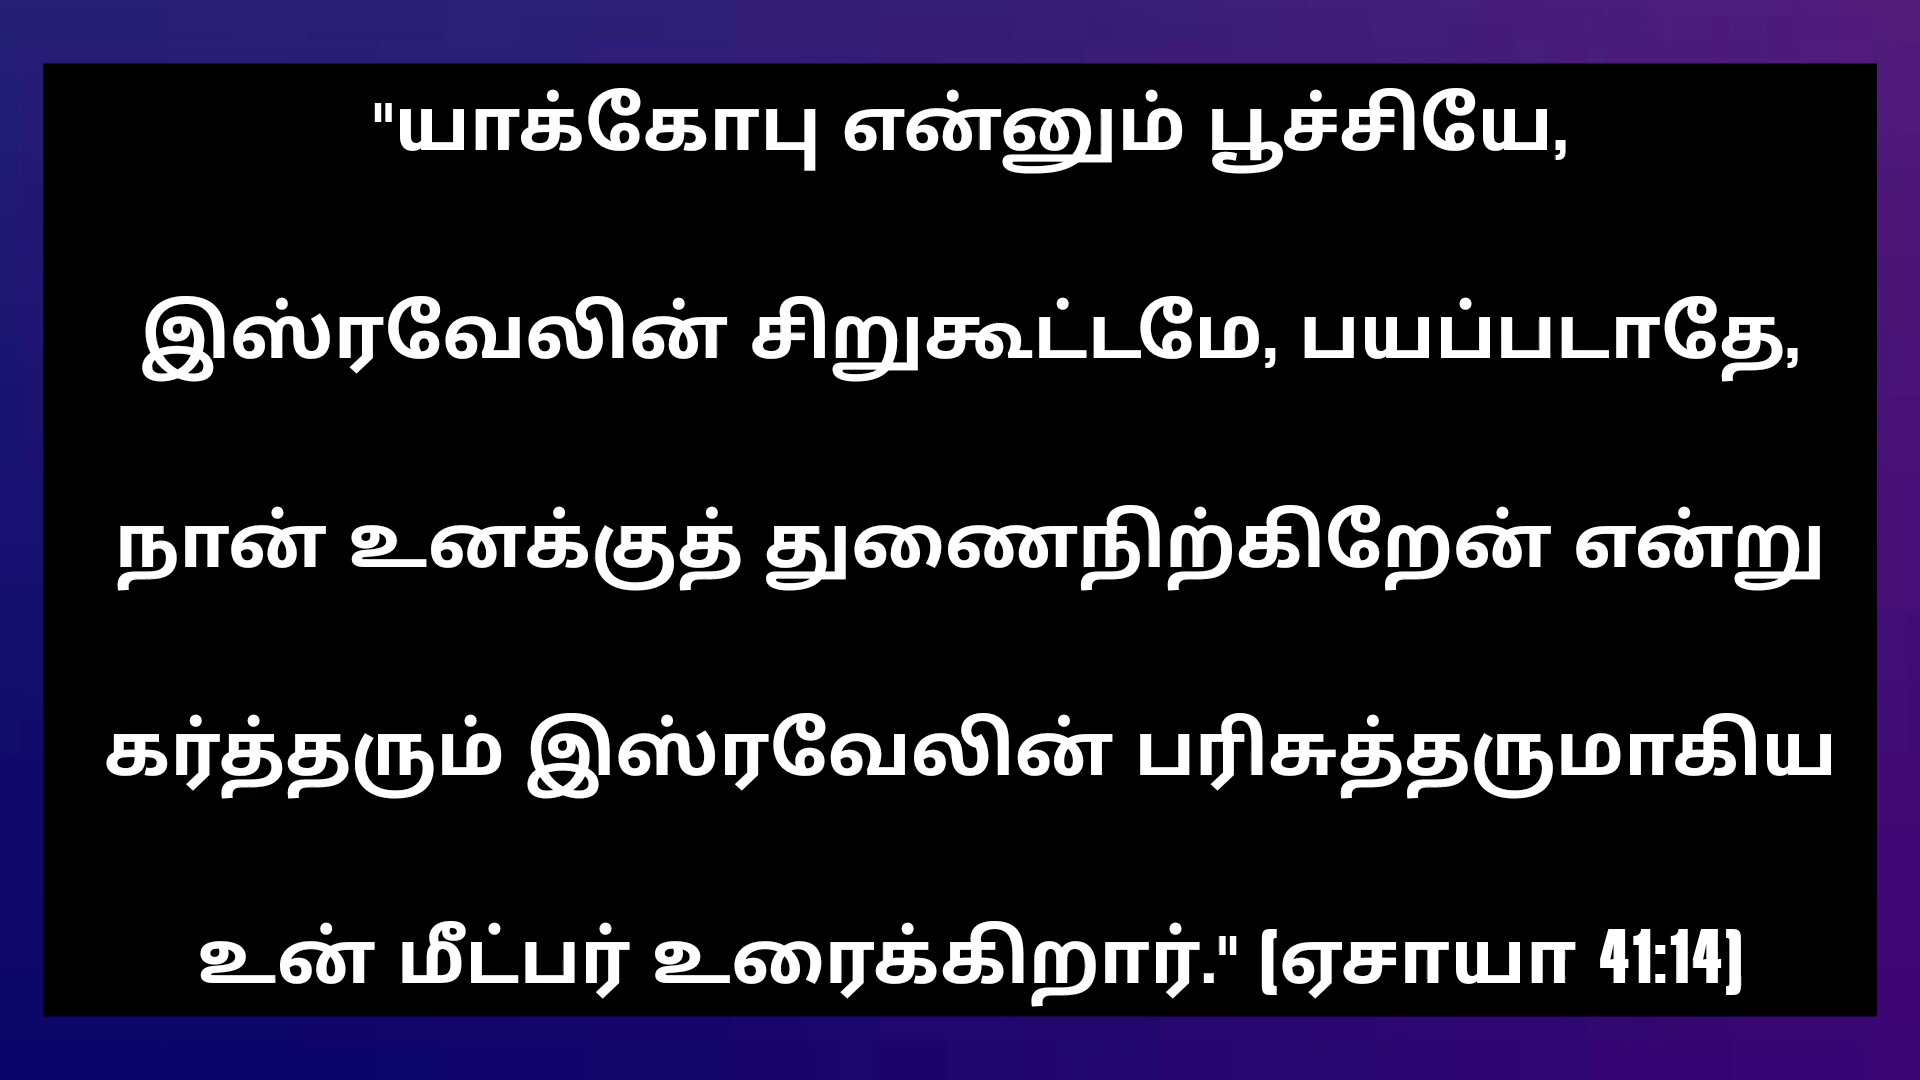 "யாக்கோபு என்னும் பூச்சியே,
இஸ்ரவேலின் சிறுகூட்டமே, பயப்படாதே,
நான் உனக்குத் துணைநிற்கிறேன் என்று
கர்த்தரும் இஸ்ரவேலின் பரிசுத்தருமாகிய
உன் மீட்பர் உரைக்கிறார்." (ஏசாயா 41:14)